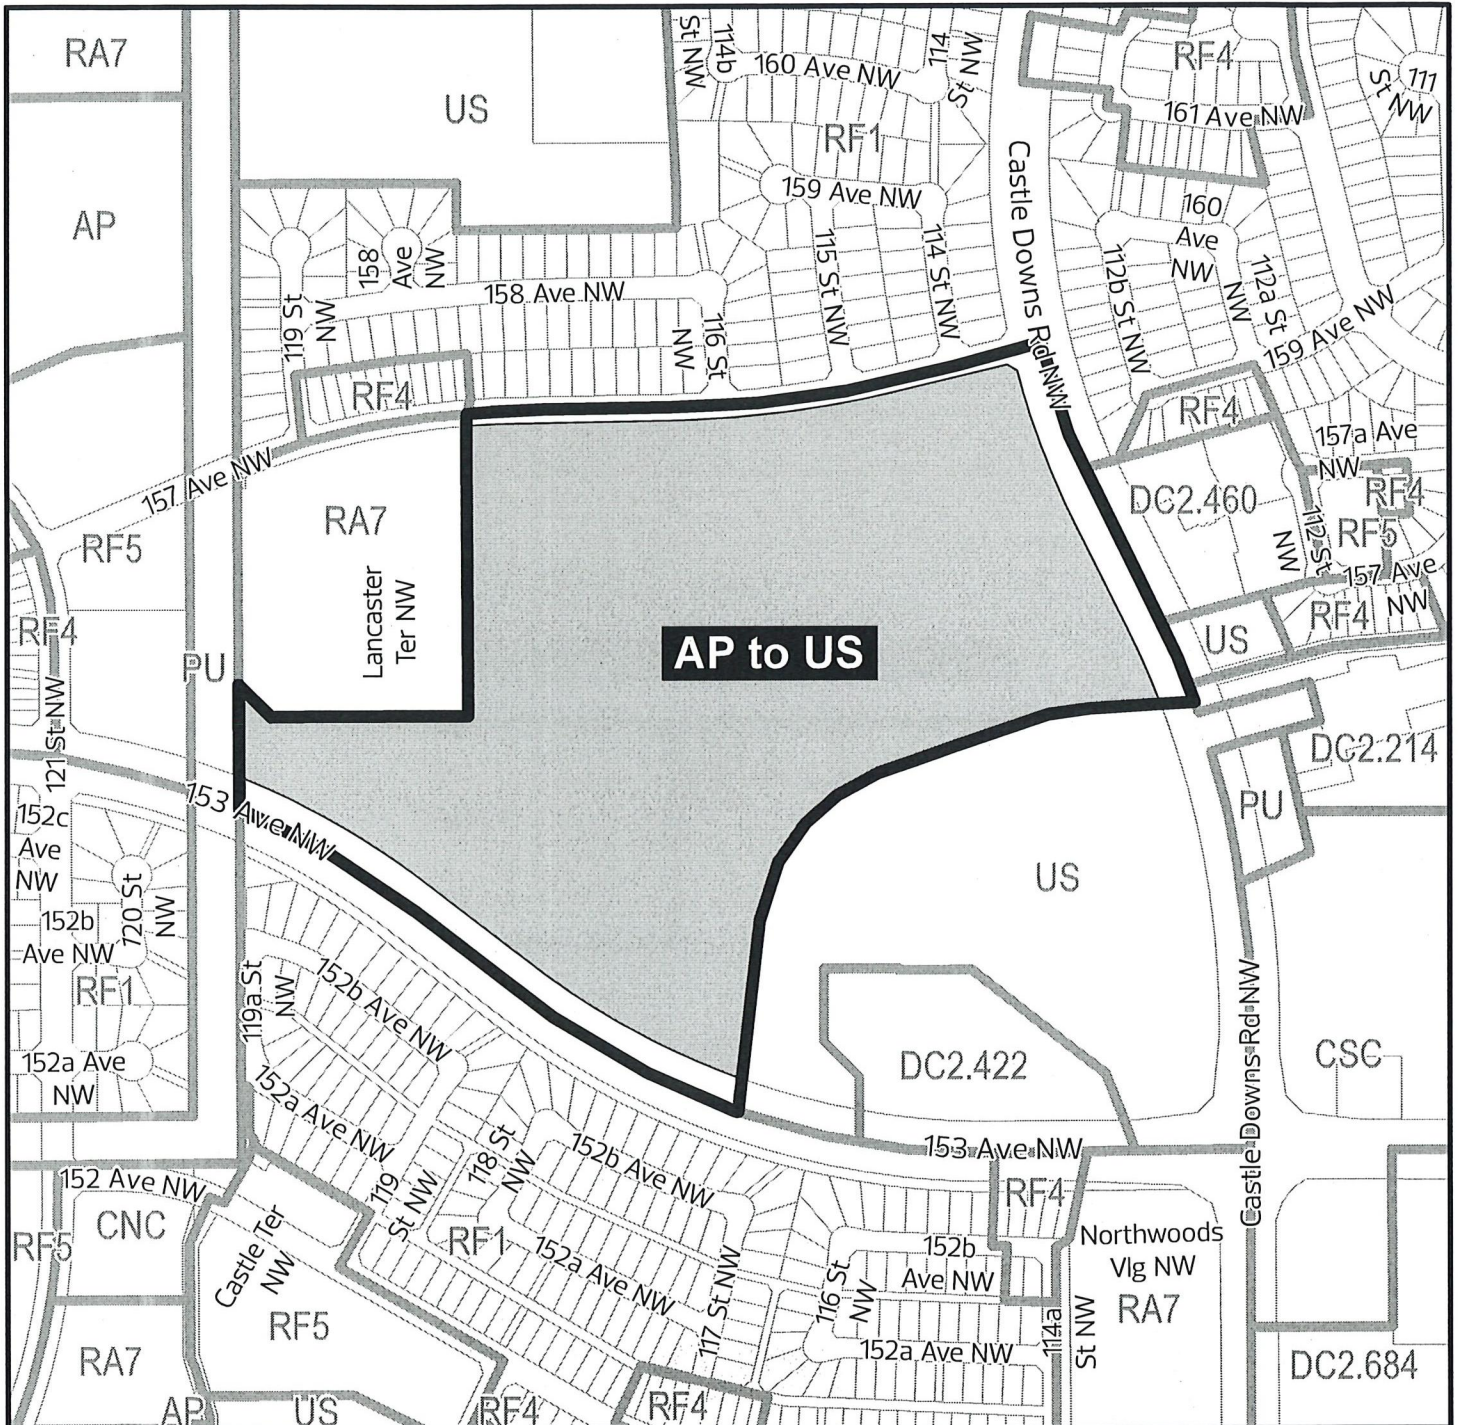 RA7
US
114b
St NW
160 Ave NW
114
St NW
RF4
111
St NW
161 Ave NW
RF1
Castle Downs Rd NW
AP
159 Ave NW
160
Ave
NW
158
Ave
NW
158 Ave NW
119 St
NW
116 St
NW
115 St NW
114 St NW
112b St NW
112a St
NW
159 Ave NW
RF4
RF4
157a Ave
NW
157 Ave NW
RA7
DC2.460
RF4
RF5
RF5
112 St
NW
157 Ave
NW
Lancaster
Ter NW
RF4
AP to US
US
RF4
PU
121 St NW
DC2.214
153 Ave NW
152c
Ave
NW
PU
120 St
NW
152b
Ave NW
US
RF1
119a St
NW
152b Ave NW
Castle Downs Rd NW
152a Ave
NW
DC2.422
CSC
152a Ave NW
118 St
NW
152b Ave NW
153 Ave NW
152 Ave NW
119
St NW
RF4
CNC
RF5
Castle Ter
NW
RF1
152a Ave NW
117 St NW
116 St
NW
152b
Ave NW
Northwoods
Vlg NW
RA7
RF5
114a
St NW
RA7
152a Ave NW
DC2.684
AP
US
RF4
RF4